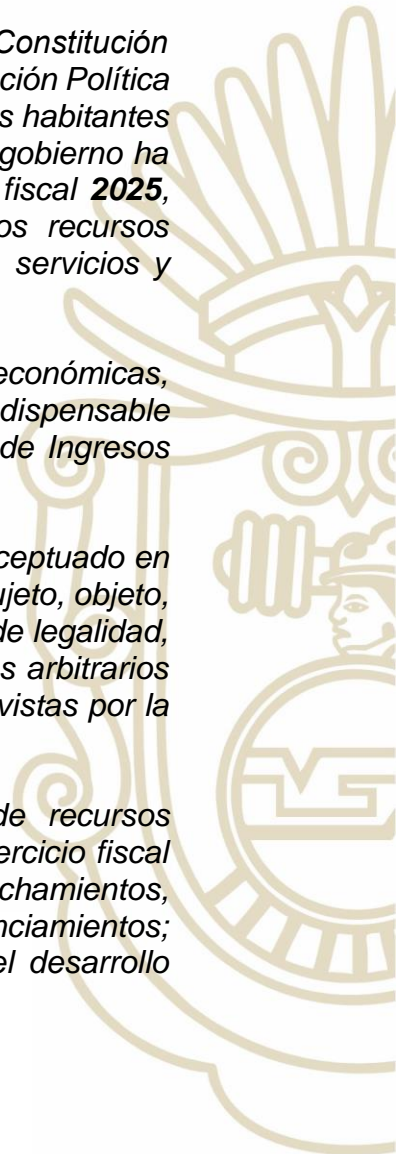 Constitución
ción Política
s habitantes
gobierno ha
fiscal 2025,
os recursos
servicios y
económicas,
dispensable
de Ingresos
ceptuado en
ujeto, objeto,
de legalidad,
s arbitrarios
vistas por la
de recursos
ercicio fiscal
chamientos,
nciamientos;
el desarrollo